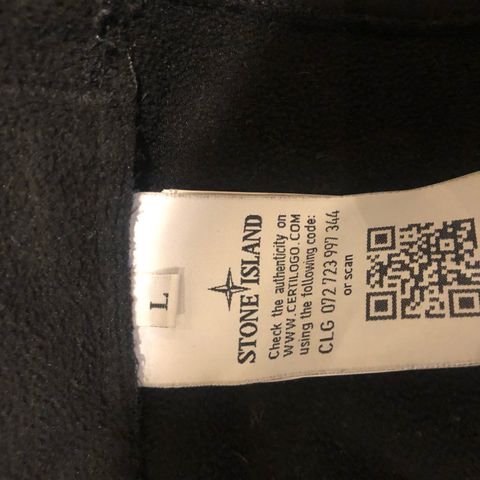 STONE ISLAND
Check the authenticity on
WWW.CERTILOGO.COM
using the following code:
CLG 072 723 997 344
or scan
L